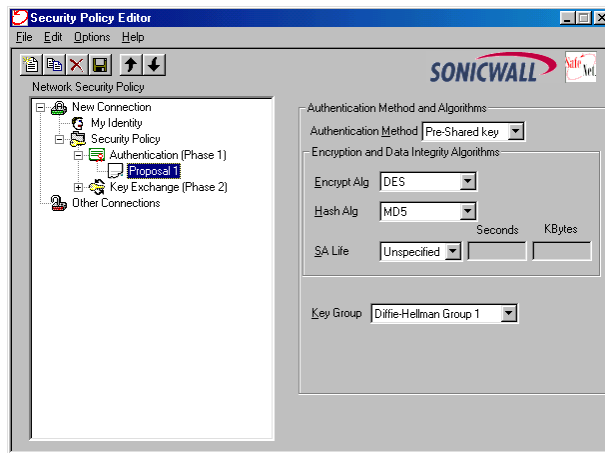 Security Policy Editor
File Edit Options Help
SONICWALL
Safe Net.
Network Security Policy
New Connection
My Identity
Security Policy
Authentication (Phase 1)
Proposal 1
Key Exchange (Phase 2)
Other Connections
Authentication Method and Algorithms
Authentication Method Pre-Shared key
Encryption and Data Integrity Algorithms
Encrypt Alg DES
Hash Alg MD5
Seconds KBytes
SA Life Unspecified
Key Group Diffie-Hellman Group 1